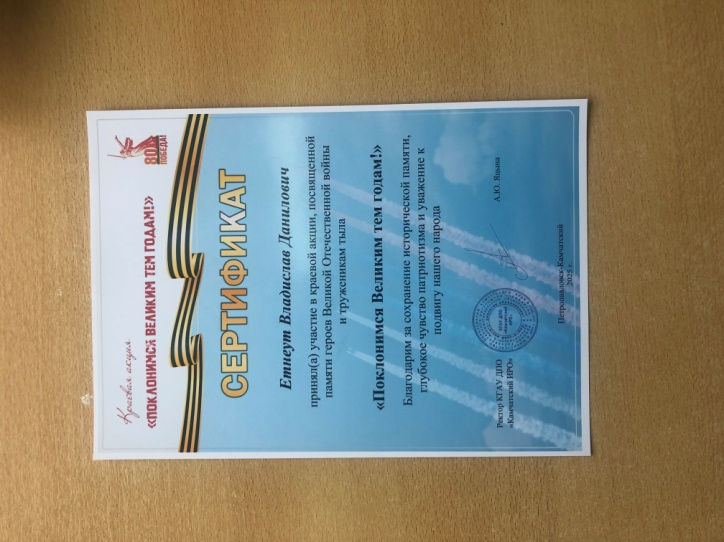 Краевая акция
«ПОКЛОНИМСЯ ВЕЛИКИМ ТЕМ ГОДАМ!»
80
ПОБЕДА!
СЕРТИФИКАТ
Етнеут Владислав Данилович
принял(а) участие в краевой акции, посвященной
памяти героев Великой Отечественной войны
и труженикам тыла
«Поклонимся Великим тем годам!»
Благодарим за сохранение исторической памяти,
глубокое чувство патриотизма и уважение к
подвигу нашего народа
Ректор КГАУ ДПО
«Камчатский ИРО»
А.Ю. Яцына
Петропавловск-Камчатский
2025 г.